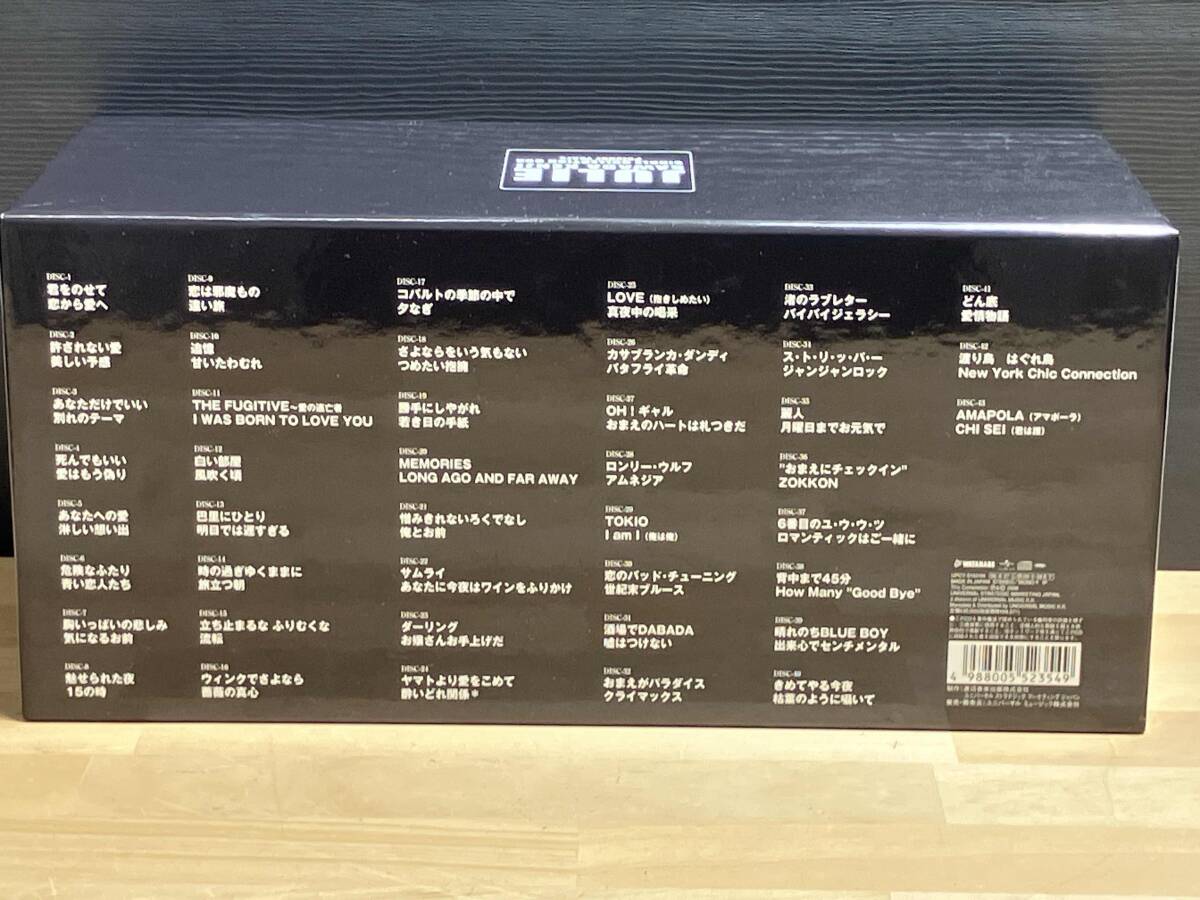 JULIE
DISC-1
君をのせて
恋から愛へ
DISC-2
許されない愛
美しい予感
DISC-3
あなただけでいい
別れのテーマ
DISC-4
死んでもいい
愛はもう偽り
DISC-5
あなたへの愛
淋しい想い出
DISC-6
危険なふたり
青い恋人たち
DISC-7
胸いっぱいの悲しみ
気になるお前
DISC-8
魅せられた夜
15の時
DISC-9
恋は邪魔もの
遠い旅
DISC-10
追憶
甘いたわむれ
DISC-11
THE FUGITIVE~愛の逃亡者
I WAS BORN TO LOVE YOU
DISC-12
白い部屋
風吹く頃
DISC-13
巴里にひとり
明日では遅すぎる
DISC-14
時の過ぎゆくままに
旅立つ朝
DISC-15
立ち止まるな ふりむくな
流転
DISC-16
ウィンクでさよなら
薔薇の真心
DISC-17
コバルトの季節の中で
夕なぎ
DISC-18
さよならをいう気もない
つめたい抱擁
DISC-19
勝手にしやがれ
若き日の手紙
DISC-20
MEMORIES
LONG AGO AND FAR AWAY
DISC-21
憎みきれないろくでなし
俺とお前
DISC-22
サムライ
あなたに今夜はワインをふりかけ
DISC-23
ダーリング
お嬢さんお手上げだ
DISC-24
ヤマトより愛をこめて
酔いどれ関係*
DISC-25
LOVE (抱きしめたい)
真夜中の喝采
DISC-26
カサブランカ・ダンディ
バタフライ革命
DISC-27
OH!ギャル
おまえのハートは札つきだ
DISC-28
ロンリー・ウルフ
アムネジア
DISC-29
TOKIO
I am I (俺は俺)
DISC-30
恋のバッド・チューニング
世紀末ブルース
DISC-31
酒場でDABADA
嘘はつけない
DISC-32
おまえがパラダイス
クライマックス
DISC-33
渚のラブレター
バイバイジェラシー
DISC-34
ス・ト・リ・ッ・パ・ー
ジャンジャンロック
DISC-35
麗人
月曜日までお元気で
DISC-36
"おまえにチェックイン"
ZOKKON
DISC-37
6番目のユ・ウ・ウ・ツ
ロマンティックはご一緒に
DISC-38
背中まで45分
How Many "Good Bye"
DISC-39
晴れのちBLUE BOY
出来心でセンチメンタル
DISC-40
きめてやる今夜
枯葉のように囁いて
DISC-41
どん底
愛情物語
DISC-42
渡り鳥 はぐれ鳥
New York Chic Connection
DISC-43
AMAPOLA (アマポーラ)
CHI SEI (君は誰)
WATANABE
UNIVERSAL STRATEGIC MARKETING JAPAN,
4 988005 523549